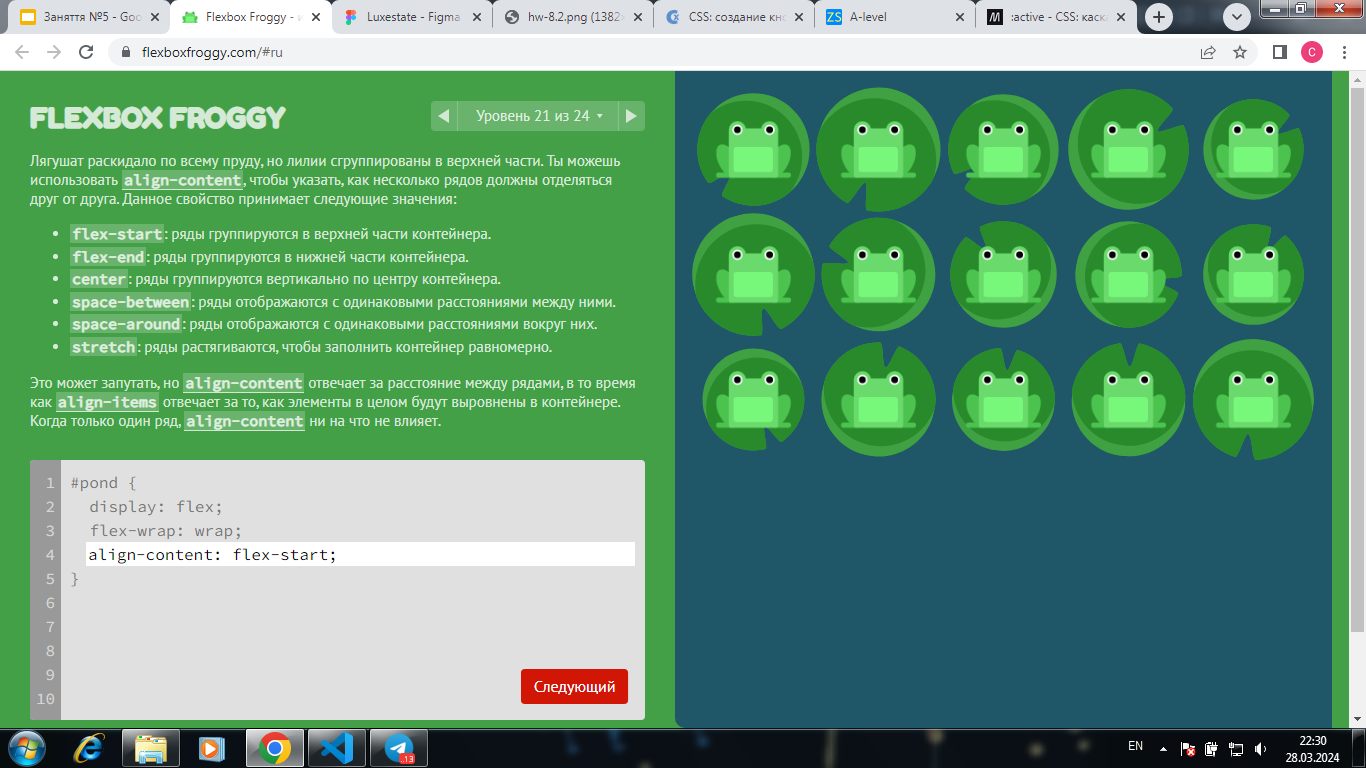 Заняття №5 - Goo
Flexbox Froggy - и
Luxestate - Figma
hw-8.2.png (1382×
CSS: создание кно
ZS
A-level
M
:active - CSS: каска
flexboxfroggy.com/#ru
C
FLEXBOX FROGGY
Уровень 21 из 24
Лягушат раскидало по всему пруду, но лилии сгруппированы в верхней части. Ты можешь
использовать align-content, чтобы указать, как несколько рядов должны отделяться
друг от друга. Данное свойство принимает следующие значения:
• flex-start: ряды группируются в верхней части контейнера.
• flex-end: ряды группируются в нижней части контейнера.
• center: ряды группируются вертикально по центру контейнера.
• space-between: ряды отображаются с одинаковыми расстояниями между ними.
• space-around: ряды отображаются с одинаковыми расстояниями вокруг них.
• stretch: ряды растягиваются, чтобы заполнить контейнер равномерно.
Это может запутать, но align-content отвечает за расстояние между рядами, в то время
как align-items отвечает за то, как элементы в целом будут выровнены в контейнере.
Когда только один ряд, align-content ни на что не влияет.
1 #pond {
2 display: flex;
3 flex-wrap: wrap;
4 align-content: flex-start;
5 }
6
7
8
9
10
Следующий
13
EN
22:30
28.03.2024